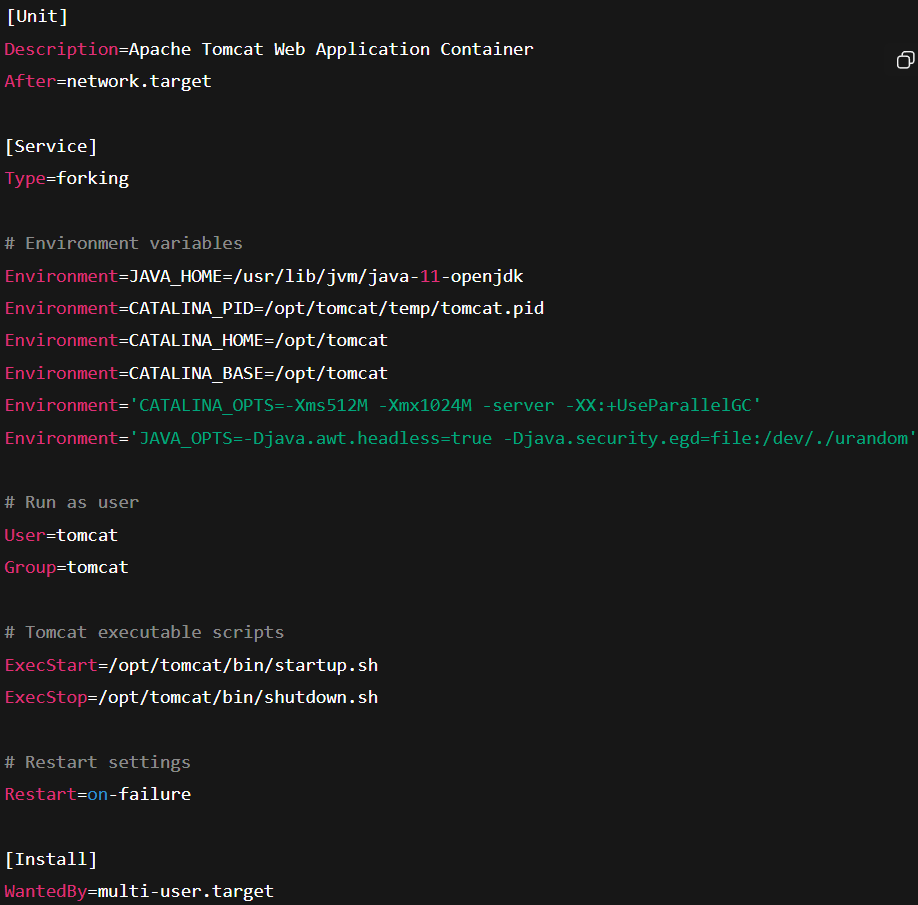 [Unit]
Description=Apache Tomcat Web Application Container
After=network.target
[Service]
Type=forking
# Environment variables
Environment=JAVA_HOME=/usr/lib/jvm/java-11-openjdk
Environment=CATALINA_PID=/opt/tomcat/temp/tomcat.pid
Environment=CATALINA_HOME=/opt/tomcat
Environment=CATALINA_BASE=/opt/tomcat
Environment='CATALINA_OPTS=-Xms512M -Xmx1024M -server -XX:+UseParallelGC'
Environment='JAVA_OPTS=-Djava.awt.headless=true -Djava.security.egd=file:/dev/./urandom'
# Run as user
User=tomcat
Group=tomcat
# Tomcat executable scripts
ExecStart=/opt/tomcat/bin/startup.sh
ExecStop=/opt/tomcat/bin/shutdown.sh
# Restart settings
Restart=on-failure
[Install]
WantedBy=multi-user.target